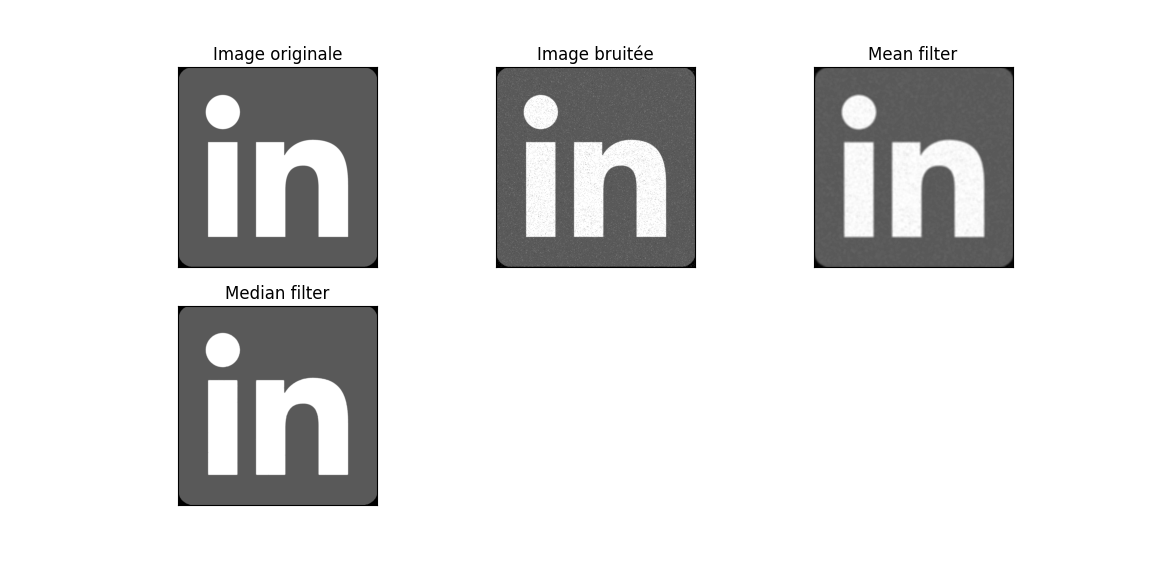 Image originale
Image bruitée
Mean filter
in
in
in
Median filter
in